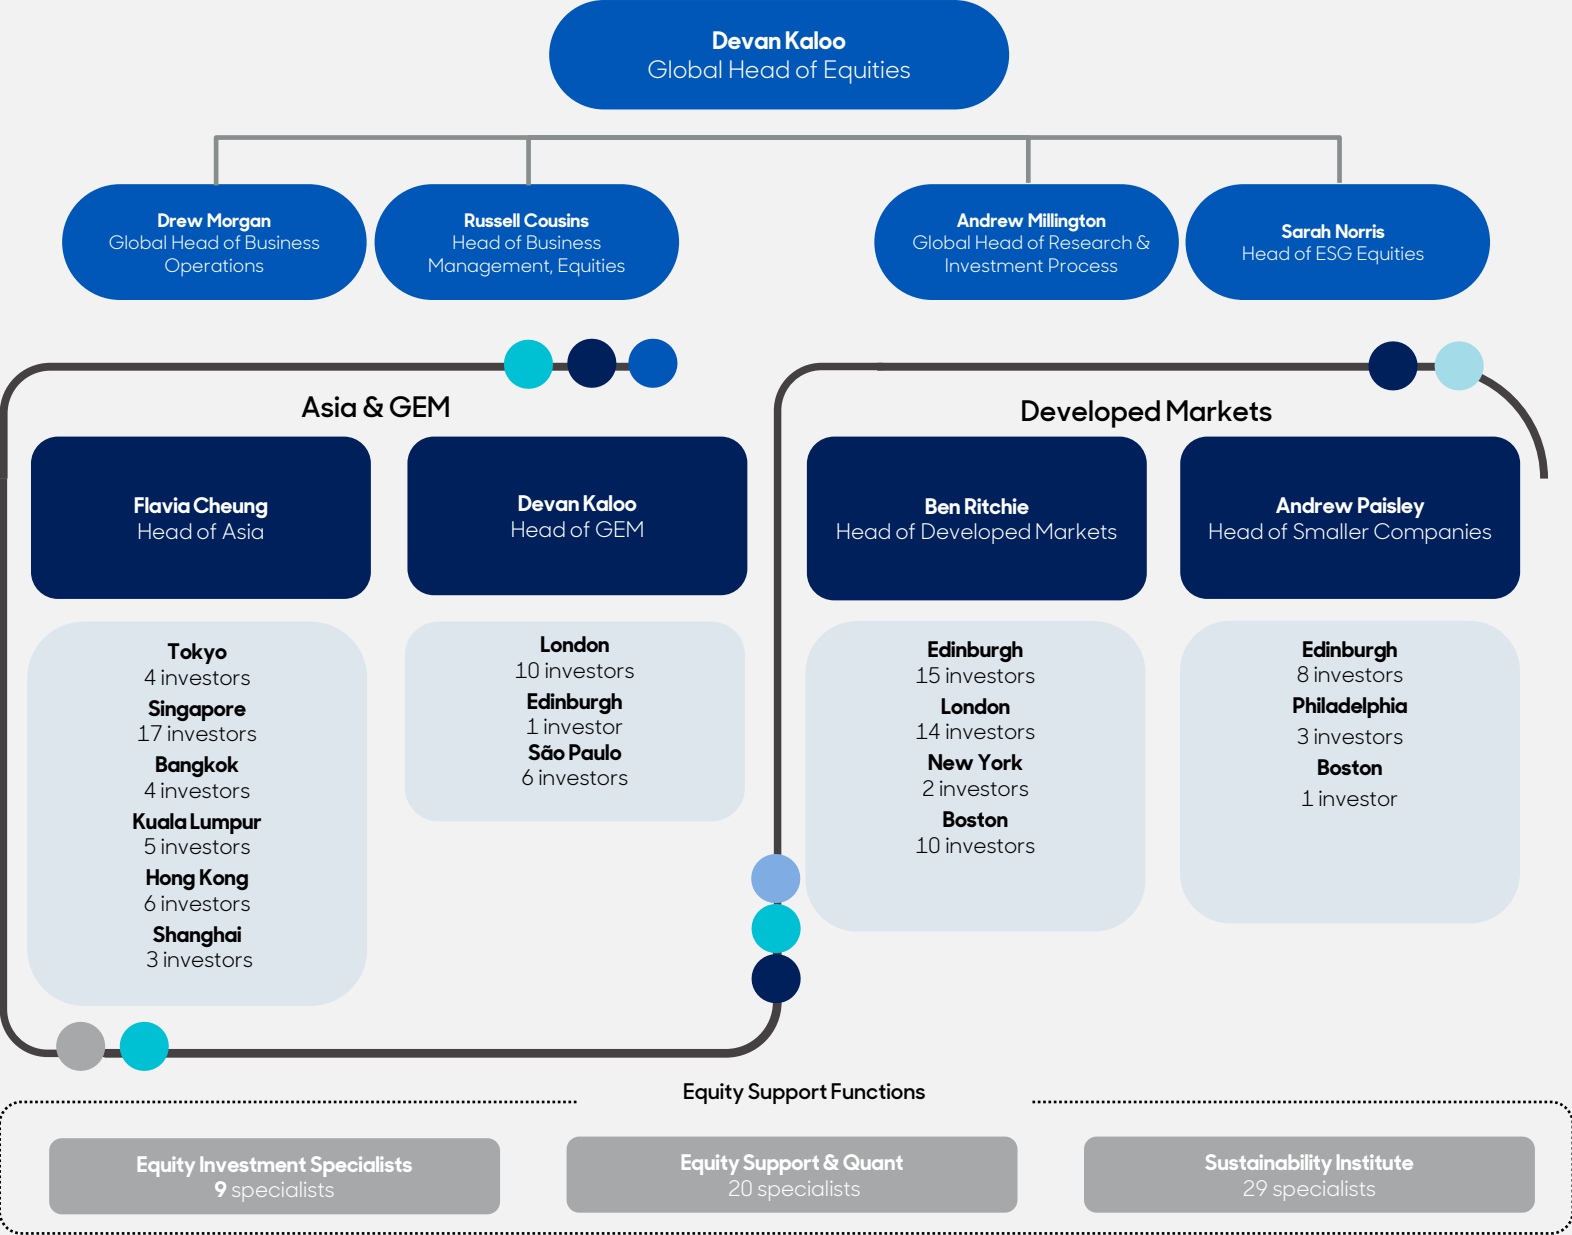 Devan Kaloo
Global Head of Equities
Drew Morgan
Global Head of Business
Operations
Russell Cousins
Head of Business
Management, Equities
Andrew Millington
Global Head of Research &
Investment Process
Sarah Norris
Head of ESG Equities
Asia & GEM
Flavia Cheung
Head of Asia
Devan Kaloo
Head of GEM
Tokyo
4 investors
Singapore
17 investors
Bangkok
4 investors
Kuala Lumpur
5 investors
Hong Kong
6 investors
Shanghai
3 investors
London
10 investors
Edinburgh
1 investor
São Paulo
6 investors
Developed Markets
Ben Ritchie
Head of Developed Markets
Andrew Paisley
Head of Smaller Companies
Edinburgh
15 investors
London
14 investors
New York
2 investors
Boston
10 investors
Edinburgh
8 investors
Philadelphia
3 investors
Boston
1 investor
Equity Support Functions
Equity Investment Specialists
9 specialists
Equity Support & Quant
20 specialists
Sustainability Institute
29 specialists